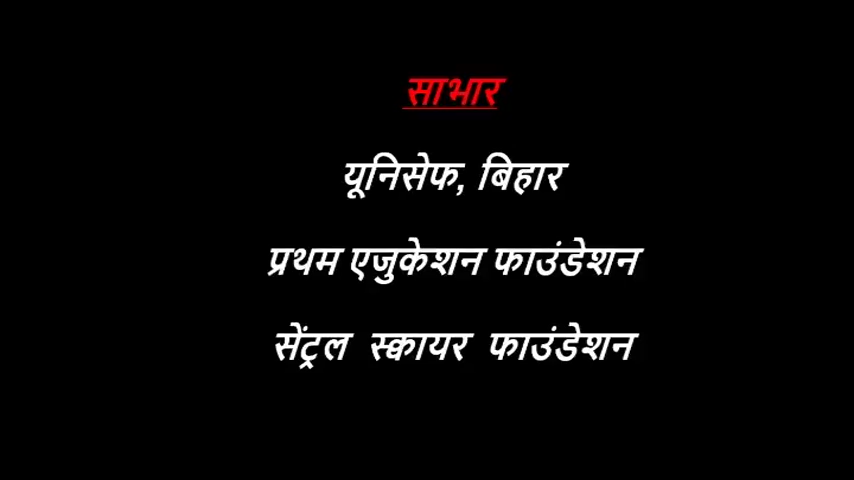 साभार
यूनिसेफ, बिहार
प्रथम एजुकेशन फाउंडेशन
सेंट्रल स्क्वायर फाउंडेशन